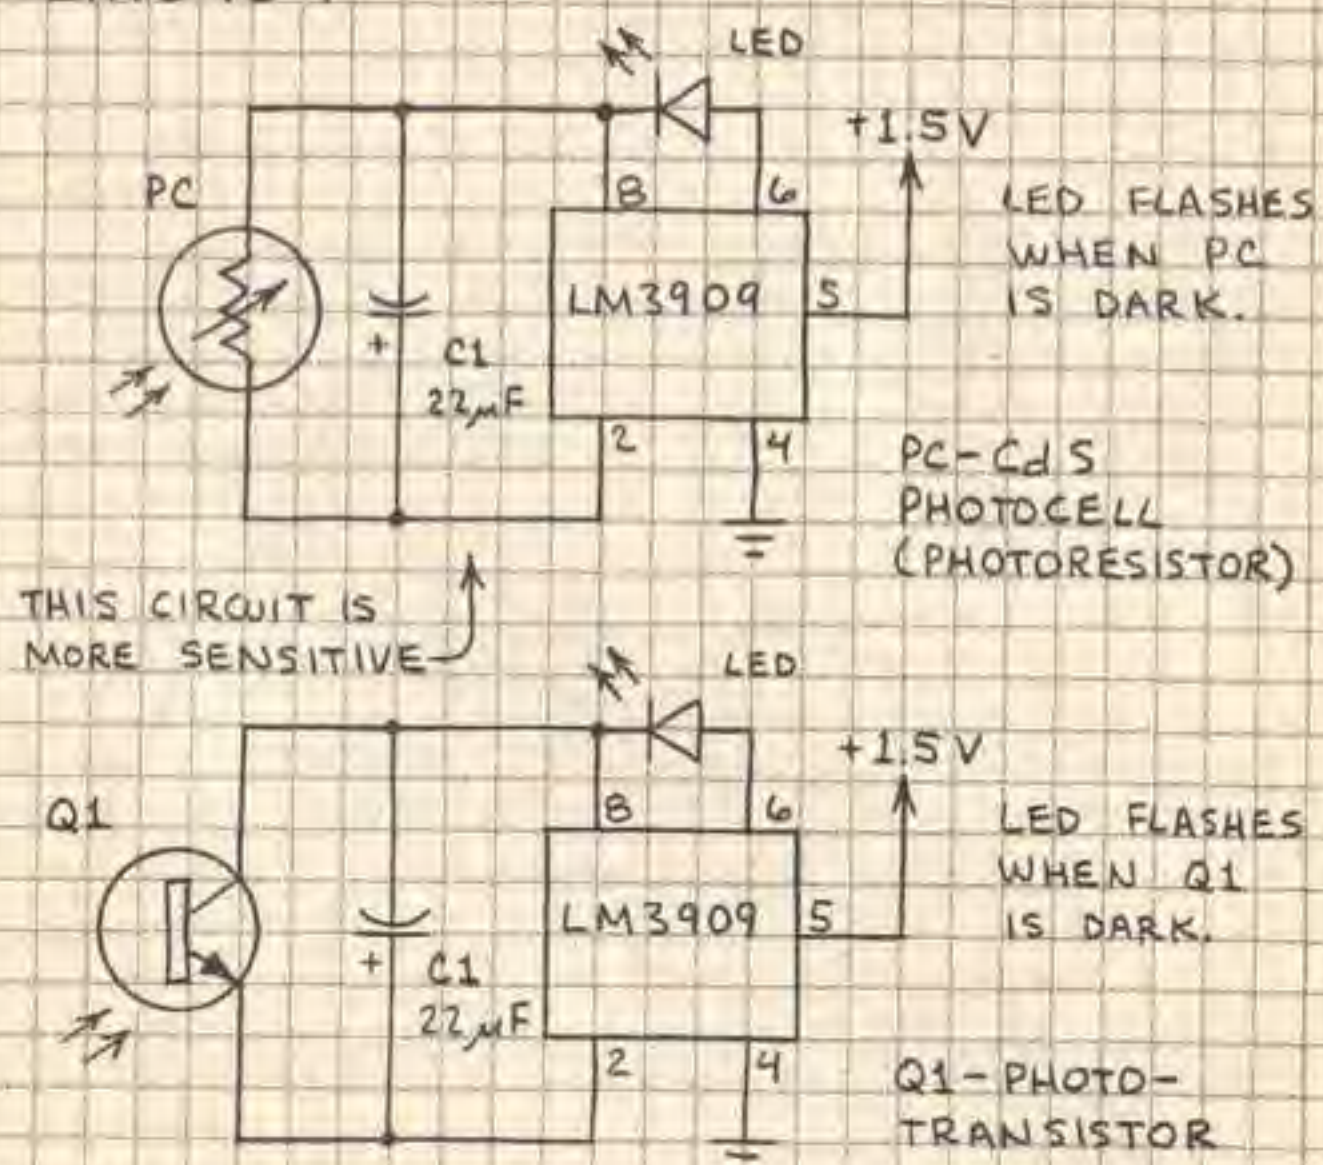 LED
+1.5V
PC
8
6
LED FLASHES
WHEN PC
IS DARK.
LM3909
5
+
C1
22µF
2
4
PC-CdS
PHOTOCELL
(PHOTORESISTOR)
THIS CIRCUIT IS
MORE SENSITIVE
LED
+1.5V
Q1
8
6
LED FLASHES
WHEN Q1
IS DARK.
LM3909
5
+
C1
22µF
2
4
Q1-PHOTO-
TRANSISTOR